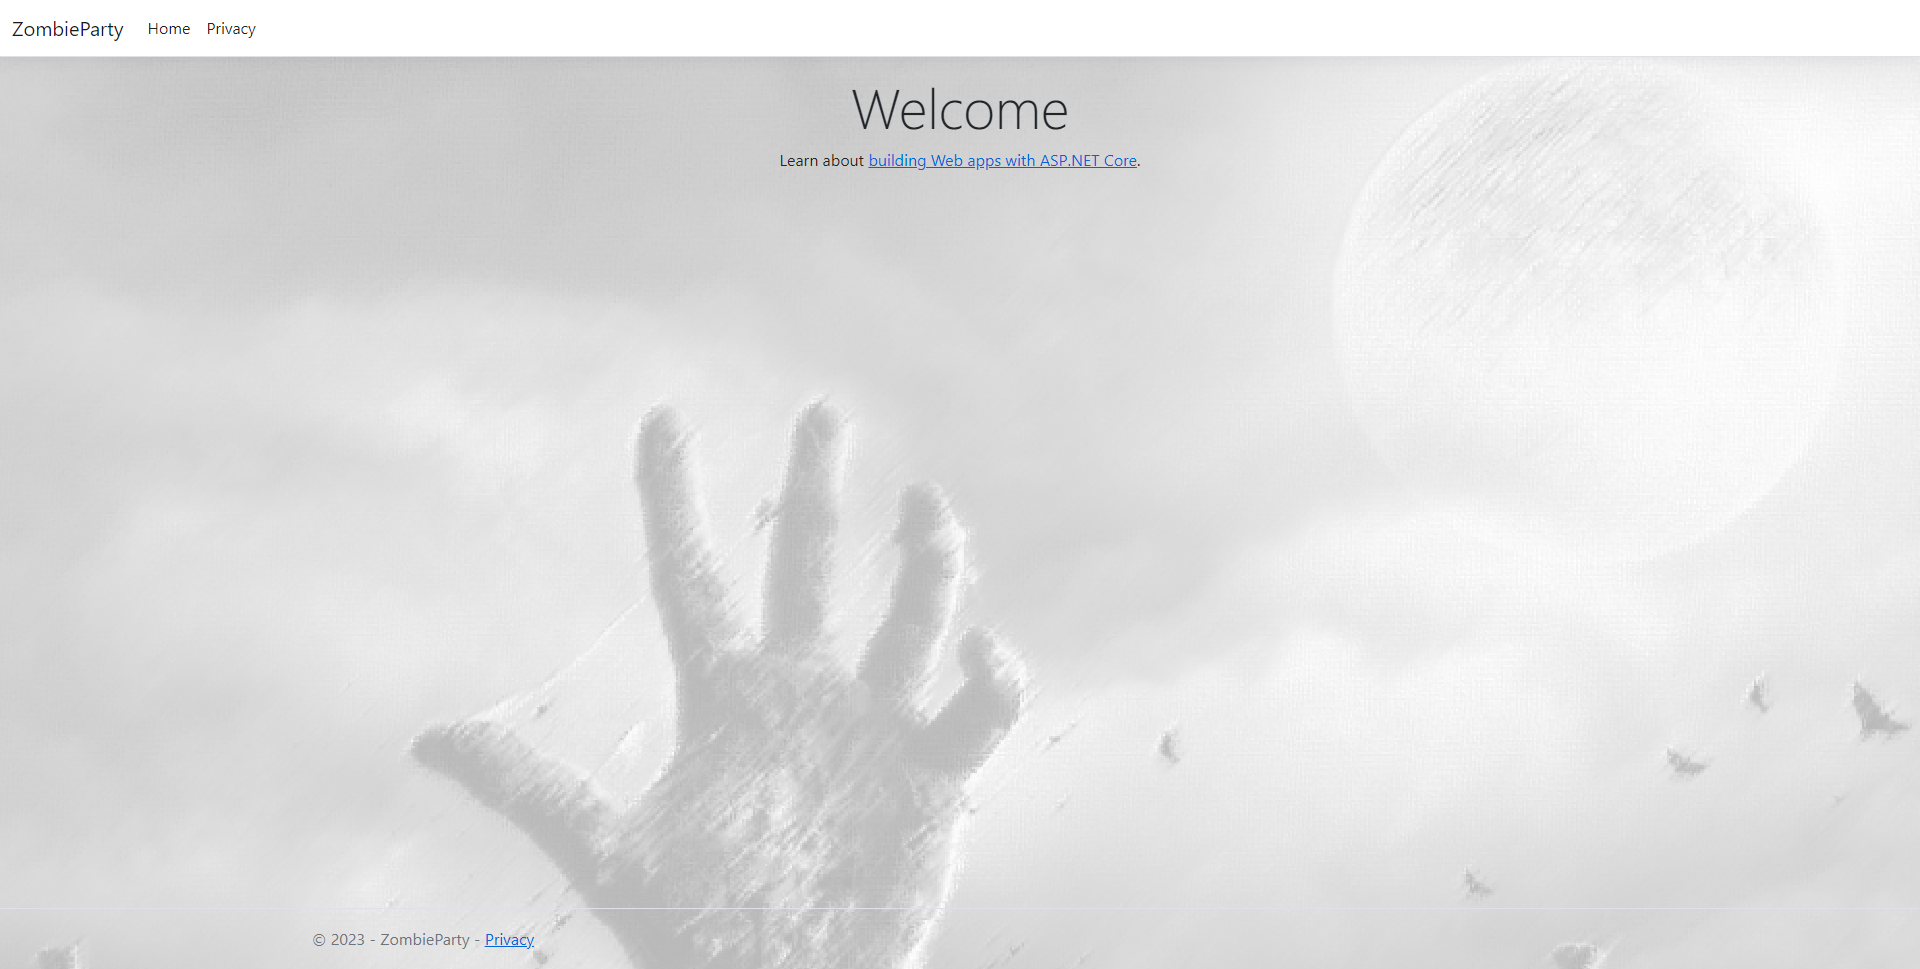 ZombieParty Home Privacy
Welcome
Learn about building Web apps with ASP.NET Core.
© 2023 - ZombieParty - Privacy